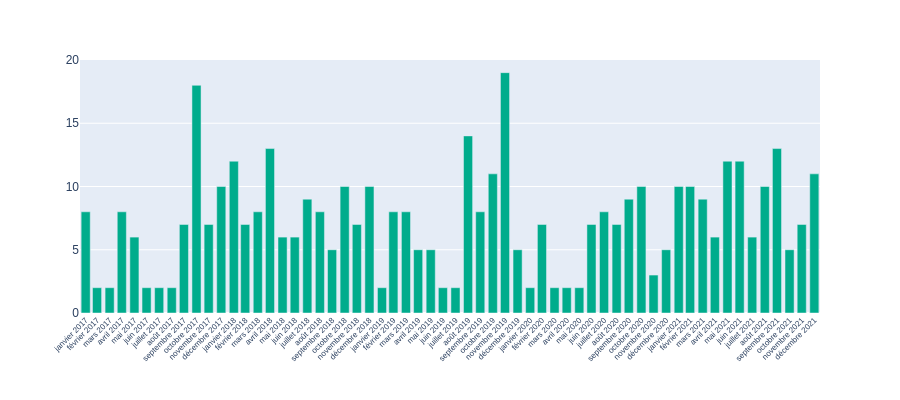 20
15
10
5
0
janvier 2017
février 2017
mars 2017
avril 2017
mai 2017
juin 2017
juillet 2017
août 2017
septembre 2017
octobre 2017
novembre 2017
décembre 2017
janvier 2018
février 2018
mars 2018
avril 2018
mai 2018
juin 2018
juillet 2018
août 2018
septembre 2018
octobre 2018
novembre 2018
décembre 2018
janvier 2019
février 2019
mars 2019
avril 2019
mai 2019
juin 2019
juillet 2019
août 2019
septembre 2019
octobre 2019
novembre 2019
décembre 2019
janvier 2020
février 2020
mars 2020
avril 2020
mai 2020
juin 2020
juillet 2020
août 2020
septembre 2020
octobre 2020
novembre 2020
décembre 2020
janvier 2021
février 2021
mars 2021
avril 2021
mai 2021
juin 2021
juillet 2021
août 2021
septembre 2021
octobre 2021
novembre 2021
décembre 2021